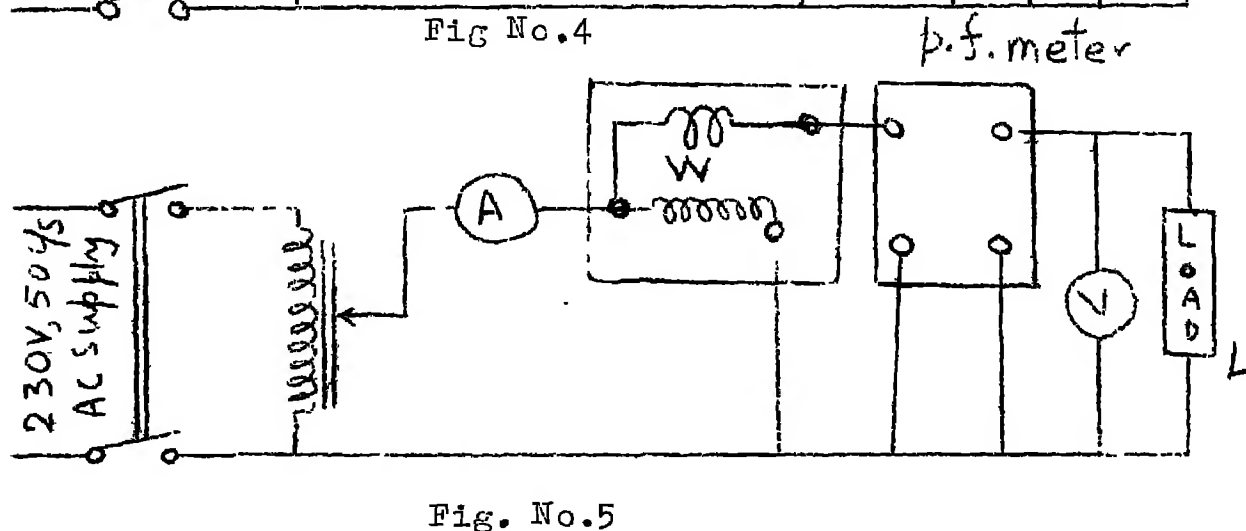 Fig No.4
p.f. meter
W
A
230V, 50 c/s
AC Supply
V
LOAD
L
Fig. No.5